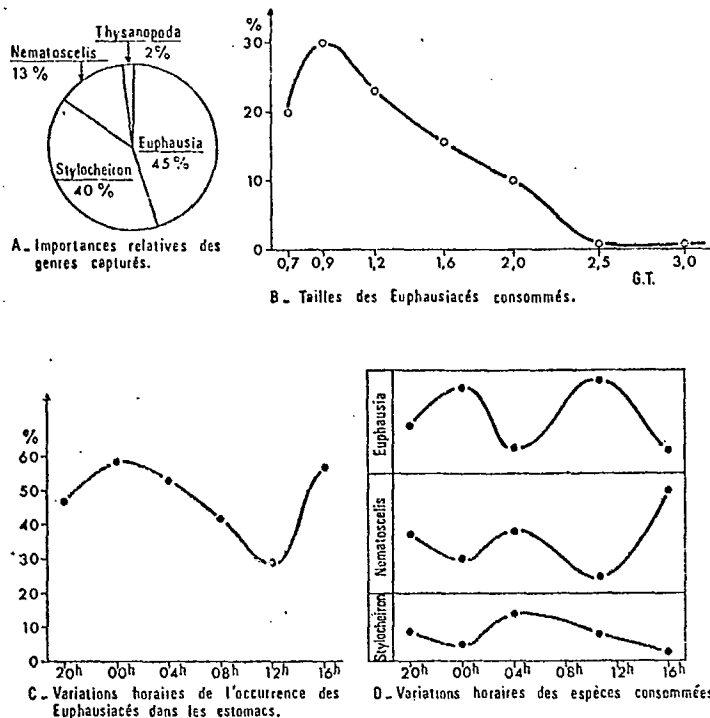 Thysanopoda
2%
Nematoscelis
13 %
Euphausia
45 %
Stylocheiron
40 %
A_ Importances relatives des
genres capturés.
%
30
20
10
0
0,7 0,9 1,2 1,6 2,0 2,5 3,0
G.T.
B _ Tailles des Euphausiacés consommés.
%
60
50
40
30
20
10
0
20h 00h 04h 08h 12h 16h
C _ Variations horaires de l'occurrence des
Euphausiacés dans les estomacs.
Euphausia
Nematoscelis
Stylocheiron
20h 00h 04h 08h 12h 16h
D _ Variations horaires des espèces consommées